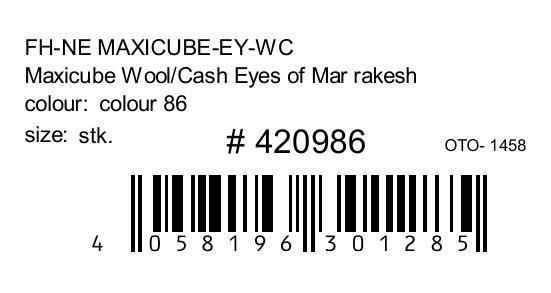 FH-NE MAXICUBE-EY-WC
Maxicube Wool/Cash Eyes of Mar rakesh
colour: colour 86
size: stk.
# 420986
OTO- 1458
4 058196 301285